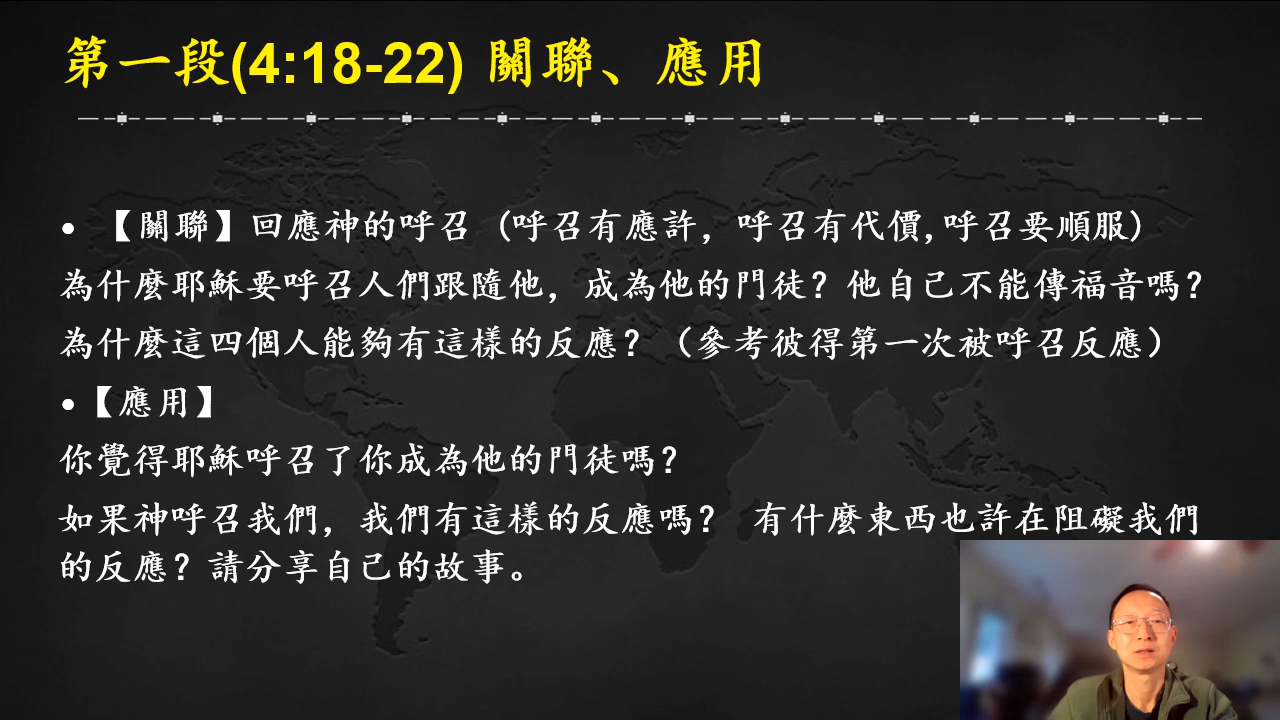 第一段(4:18-22) 關聯、應用
• 【關聯】回應神的呼召 (呼召有應許，呼召有代價,呼召要順服)
為什麼耶穌要呼召人們跟隨他，成為他的門徒？他自己不能傳福音嗎？
為什麼這四個人能夠有這樣的反應？（參考彼得第一次被呼召反應）
•【應用】
你覺得耶穌呼召了你成為他的門徒嗎？
如果神呼召我們，我們有這樣的反應嗎？ 有什麼東西也許在阻礙我們
的反應？請分享自己的故事。